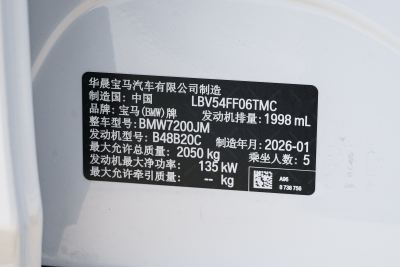 华晨宝马汽车有限公司制造
制造国：中国 LBV54FF06TMC
品牌：宝马(BMW)牌 发动机排量：1998 mL
整车型号：BMW7200JM
发动机型号：B48B20C 制造年月：2026-01
最大允许总质量：2050 kg 乘坐人数：5
发动机最大净功率：135 kW
最大允许牵引质量：-- kg
A96
8 738 750